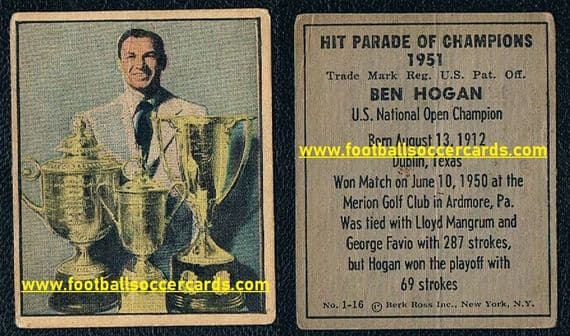 www.footballsoccercards.com
HIT PARADE OF CHAMPIONS
1951
Trade Mark Reg. U.S. Pat. Off.
BEN HOGAN
U.S. National Open Champion
Born August 13, 1912
www.footballsoccercards.com
Dublin, Texas
Won Match on June 10, 1950 at the
Merion Golf Club in Ardmore, Pa.
Was tied with Lloyd Mangrum and
George Favio with 287 strokes,
but Hogan won the playoff with
69 strokes
No. 1-16 © Berk Ross Inc., New York, N.Y.